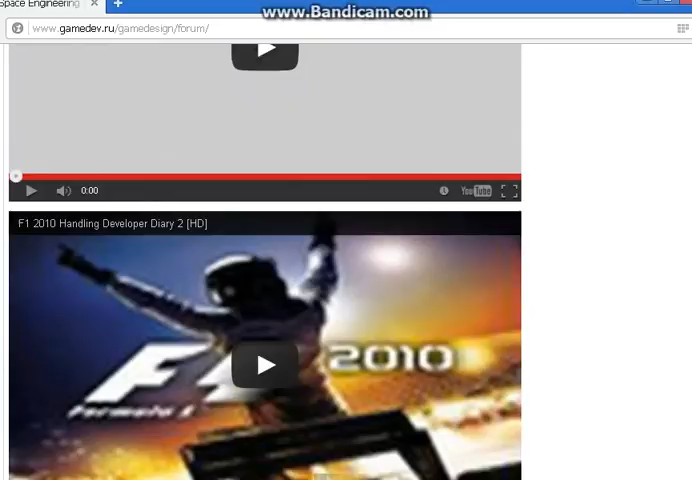 www.Bandicam.com
Space Engineering
www.gamedev.ru/gamedesign/forum/
0:00
YouTube
F1 2010 Handling Developer Diary 2 [HD]
F1 2010
Formula 1